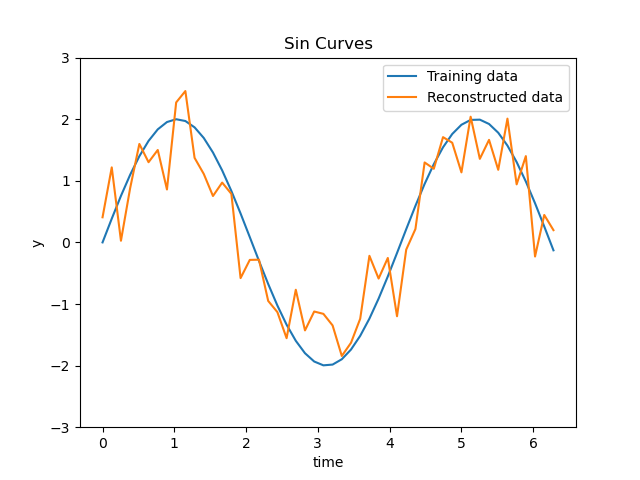 Sin Curves
Training data
Reconstructed data
3
2
1
0
−1
−2
−3
y
0 1 2 3 4 5 6
time